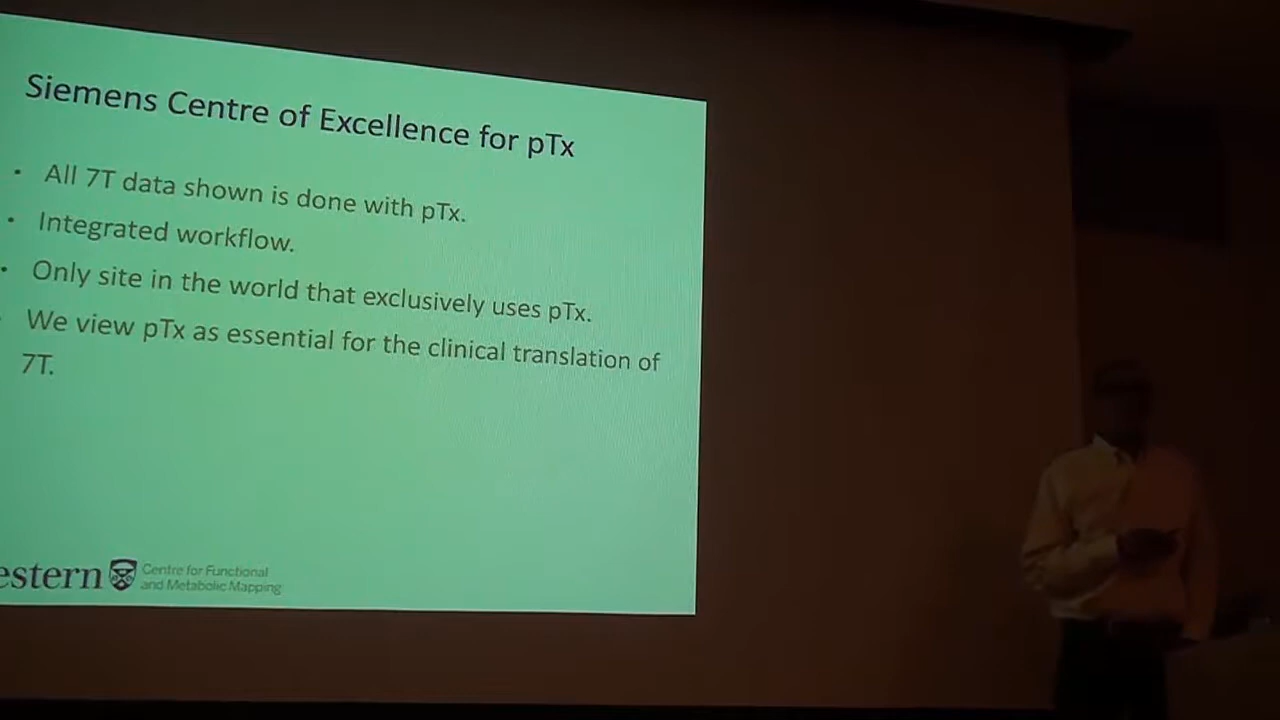 Siemens Centre of Excellence for pTx
• All 7T data shown is done with pTx.
• Integrated workflow.
• Only site in the world that exclusively uses pTx.
We view pTx as essential for the clinical translation of
7T.
estern
Centre for Functional
and Metabolic Mapping